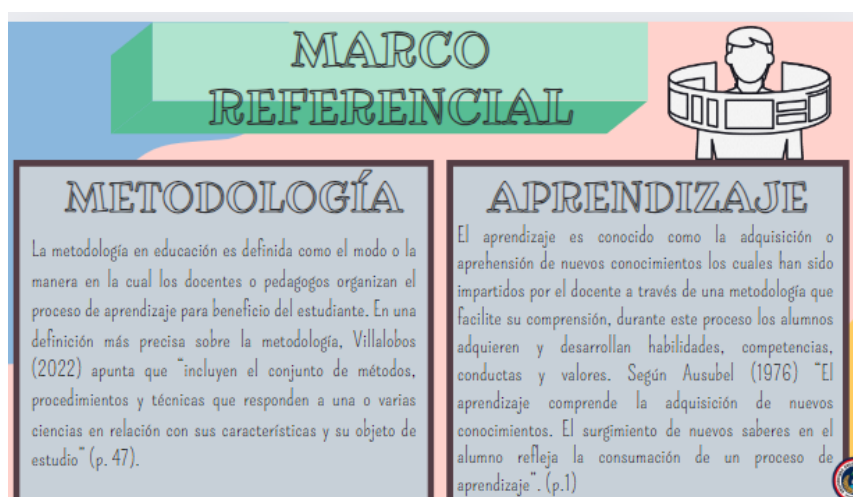 MARCO
REFERENCIAL
METODOLOGÍA
La metodología en educación es definida como el modo o la
manera en la cual los docentes o pedagogos organizan el
proceso de aprendizaje para beneficio del estudiante. En una
definición más precisa sobre la metodología, Villalobos
(2022) apunta que "incluyen el conjunto de métodos,
procedimientos y técnicas que responden a una o varias
ciencias en relación con sus características y su objeto de
estudio" (p. 47).
APRENDIZAJE
El aprendizaje es conocido como la adquisición o
aprehensión de nuevos conocimientos los cuales han sido
impartidos por el docente a través de una metodología que
facilite su comprensión, durante este proceso los alumnos
adquieren y desarrollan habilidades, competencias,
conductas y valores. Según Ausubel (1976) "El
aprendizaje comprende la adquisición de nuevos
conocimientos. El surgimiento de nuevos saberes en el
alumno refleja la consumación de un proceso de
aprendizaje". (p.1)